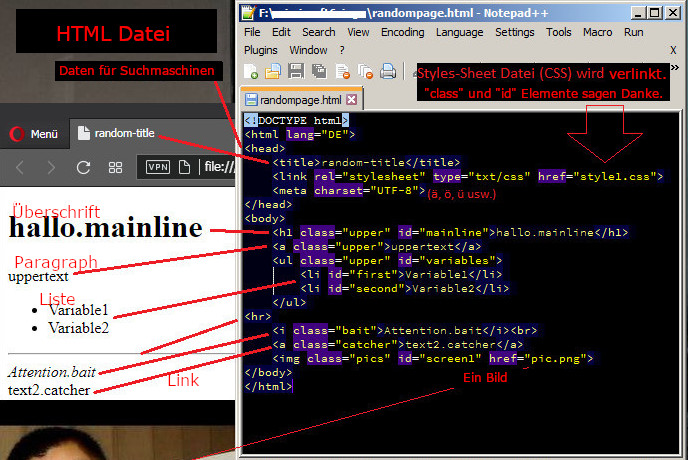 HTML Datei
Daten für Suchmaschinen
Menü
random-title
VPN
file://
Überschrift
hallo.mainline
Paragraph
uppertext
Liste
Variable1
Variable2
Attention.bait
Link
text2.catcher
\randompage.html - Notepad++
File Edit Search View Encoding Language Settings Tools Macro Run
Plugins Window ? X
Styles-Sheet Datei (CSS) wird verlinkt.
"class" und "id" Elemente sagen Danke.
randompage.html
<!DOCTYPE html>
<html lang="DE">
<head>
<title>random-title</title>
<link rel="stylesheet" type="txt/css" href="style1.css">
<meta charset="UTF-8">
(ä, ö, ü usw.)
</head>
<body>
<h1 class="upper" id="mainline">hallo.mainline</h1>
<a class="upper">uppertext</a>
<ul class="upper" id="variables">
<li id="first">Variable1</li>
<li id="second">Variable2</li>
</ul>
<hr>
<i class="bait">Attention.bait</i><br>
<a class="catcher">text2.catcher</a>
<img class="pics" id="screen1" href="pic.png">
</body>
</html>
Ein Bild